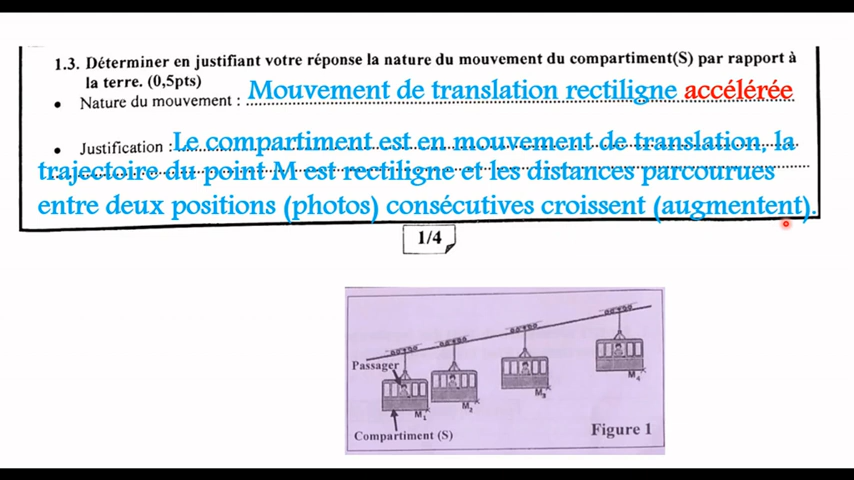 1.3. Déterminer en justifiant votre réponse la nature du mouvement du compartiment(S) par rapport à
la terre. (0,5pts)
• Nature du mouvement : Mouvement de translation rectiligne accélérée
• Justification : Le compartiment est en mouvement de translation, la
trajectoire du point M est rectiligne et les distances parcourues
entre deux positions (photos) consécutives croissent (augmentent).
1/4
Passager
M1
M2
M3
M4
Compartiment (S)
Figure 1